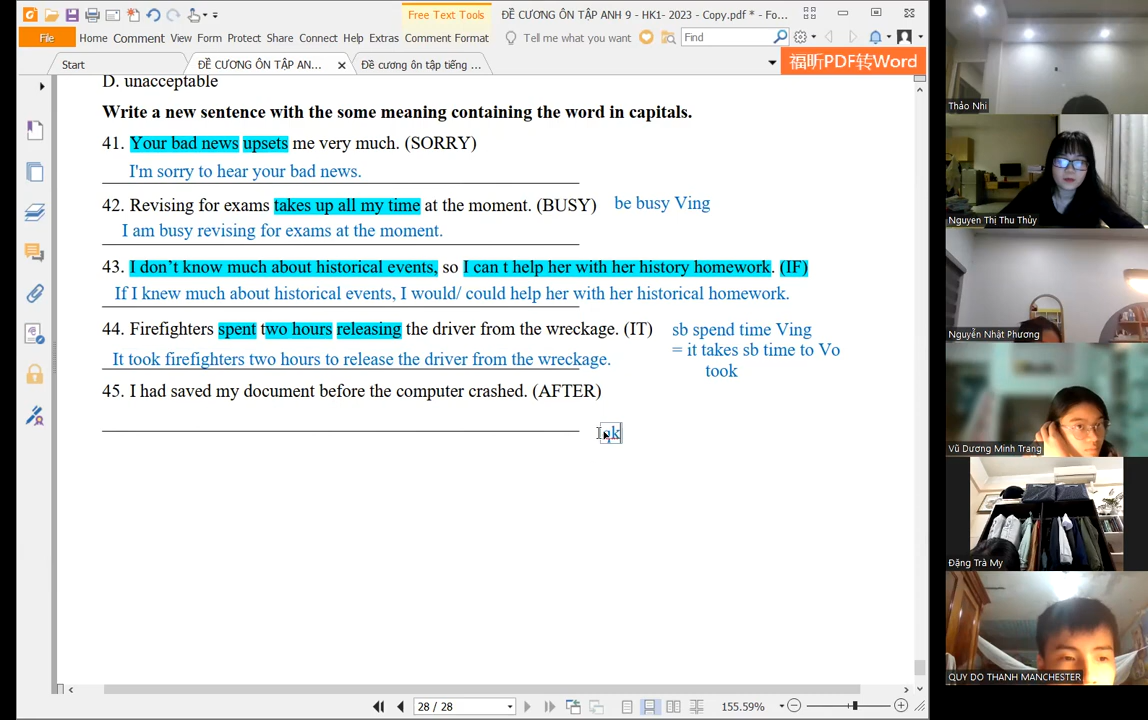 Free Text Tools
ĐỀ CƯƠNG ÔN TẬP ANH 9 - HK1- 2023 - Copy.pdf * - Fo...
File Home Comment View Form Protect Share Connect Help Extras Comment Format Tell me what you want Find
Start ĐỀ CƯƠNG ÔN TẬP AN... Đề cương ôn tập tiếng ... 福昕PDF转Word
D. unacceptable
Write a new sentence with the some meaning containing the word in capitals.
41. Your bad news upsets me very much. (SORRY)
I'm sorry to hear your bad news.
42. Revising for exams takes up all my time at the moment. (BUSY) be busy Ving
I am busy revising for exams at the moment.
43. I don't know much about historical events, so I can t help her with her history homework. (IF)
If I knew much about historical events, I would/ could help her with her historical homework.
44. Firefighters spent two hours releasing the driver from the wreckage. (IT) sb spend time Ving
= it takes sb time to Vo
It took firefighters two hours to release the driver from the wreckage.
took
45. I had saved my document before the computer crashed. (AFTER)
28 / 28
155.59%
Thảo Nhi
Nguyen Thị Thu Thủy
Nguyễn Nhật Phương
Vũ Dương Minh Trang
Đặng Trà My
QUY DO THANH MANCHESTER